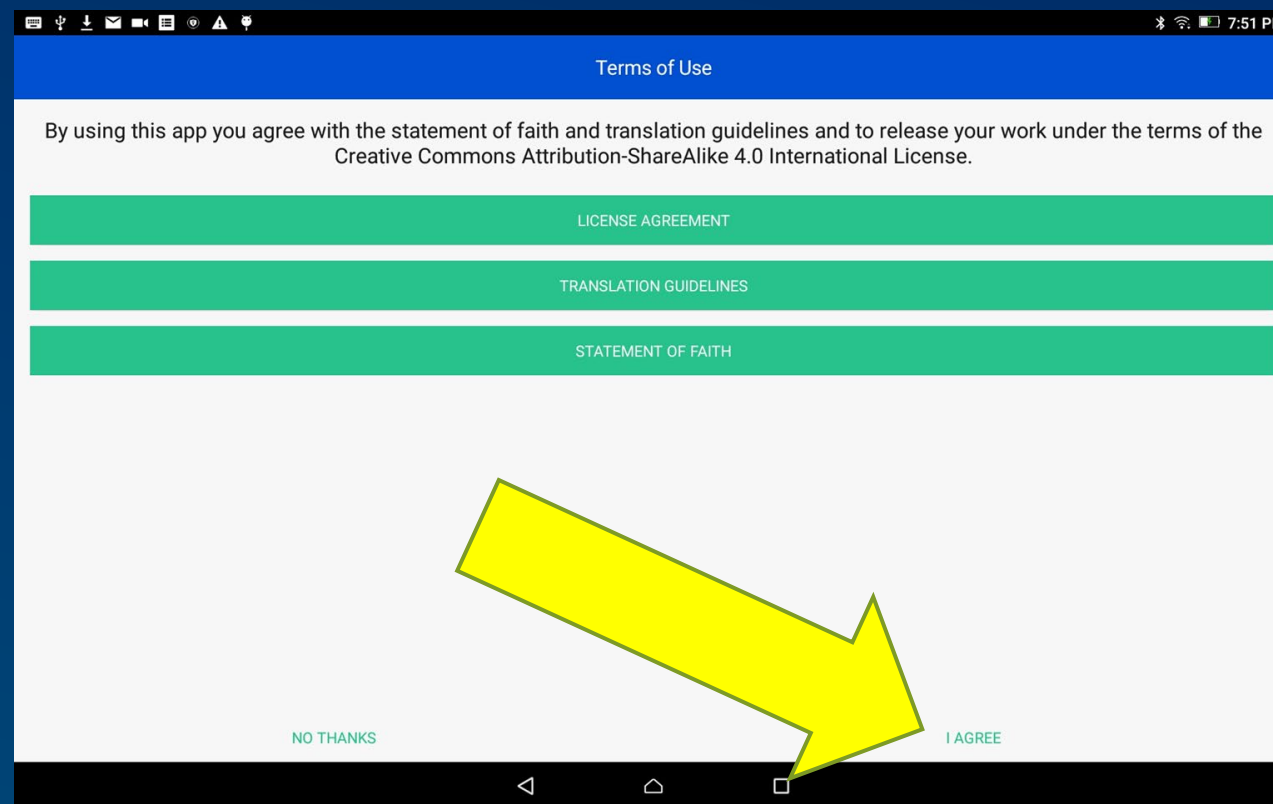 7:51 P
Terms of Use
By using this app you agree with the statement of faith and translation guidelines and to release your work under the terms of the
Creative Commons Attribution-ShareAlike 4.0 International License.
LICENSE AGREEMENT
TRANSLATION GUIDELINES
STATEMENT OF FAITH
NO THANKS
I AGREE